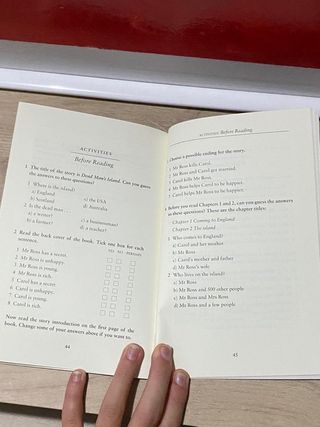 ACTIVITIES
Before Reading
1 The title of the story is Dead Man's Island. Can you guess
the answers to these questions?
1 Where is the island?
a) England c) the USA
b) Scotland d) Australia
2 Is the dead man . . .
a) a writer? c) a businessman?
b) a farmer? d) a teacher?
2 Read the back cover of the book. Tick one box for each
sentence.
YES NO PERHAPS
1 Mr Ross has a secret.
2 Mr Ross is unhappy.
3 Mr Ross is young.
4 Mr Ross is rich.
5 Carol has a secret.
6 Carol is unhappy.
7 Carol is young.
8 Carol is rich.
Now read the story introduction on the first page of the
book. Change some of your answers above if you want to.
44
ACTIVITIES: Before Reading
Choose a possible ending for the story.
1 Mr Ross kills Carol.
2 Mr Ross and Carol get married.
3 Carol kills Mr Ross.
4 Mr Ross helps Carol to be happier.
5 Carol helps Mr Ross to be happier.
4 Before you read Chapters 1 and 2, can you guess the answers
to these questions? These are the chapter titles:
Chapter 1 Coming to England
Chapter 2 The island
1 Who comes to England?
a) Carol and her mother
b) Mr Ross
c) Carol's mother and father
d) Mr Ross's wife
2 Who lives on the island?
a) Mr Ross
b) Mr Ross and 500 other people
c) Mr Ross and Mrs Ross
d) Mr Ross and a few people
45